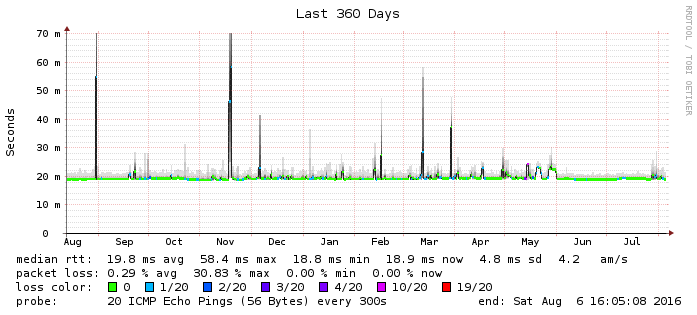 Last 360 Days
RRDTOOL / TOBI OETIKER
Seconds
70 m
60 m
50 m
40 m
30 m
20 m
10 m
0
Aug Sep Oct Nov Dec Jan Feb Mar Apr May Jun Jul
median rtt: 19.8 ms avg 58.4 ms max 18.8 ms min 18.9 ms now 4.8 ms sd 4.2 am/s
packet loss: 0.29 % avg 30.83 % max 0.00 % min 0.00 % now
loss color: 0 1/20 2/20 3/20 4/20 10/20 19/20
probe: 20 ICMP Echo Pings (56 Bytes) every 300s end: Sat Aug 6 16:05:08 2016